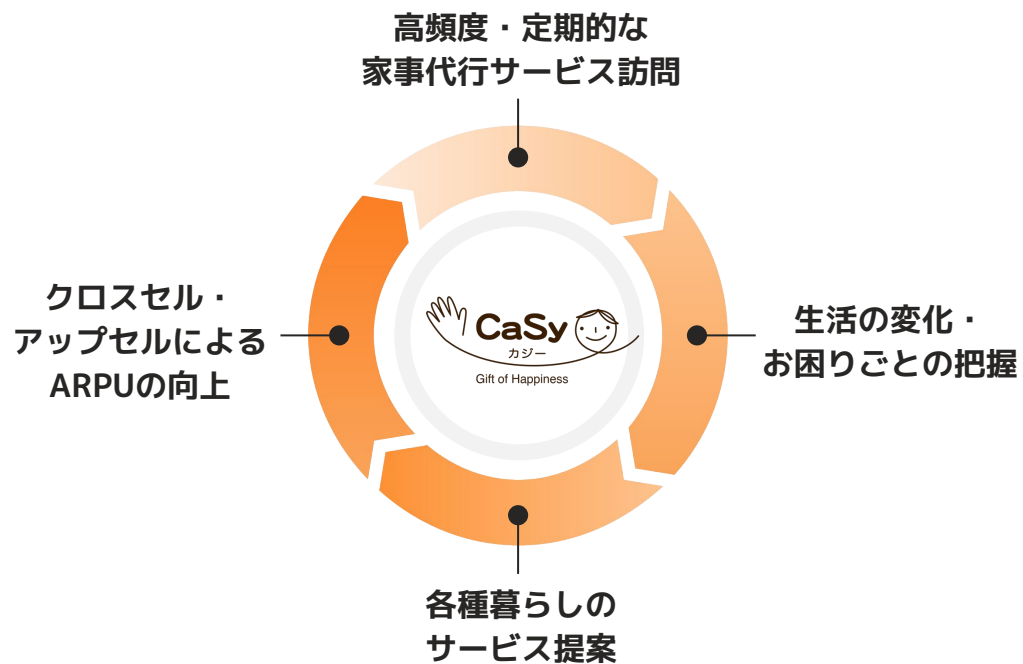 高頻度・定期的な
家事代行サービス訪問
生活の変化・
お困りごとの把握
各種暮らしの
サービス提案
クロスセル・
アップセルによる
ARPUの向上
CaSy
カジー
Gift of Happiness